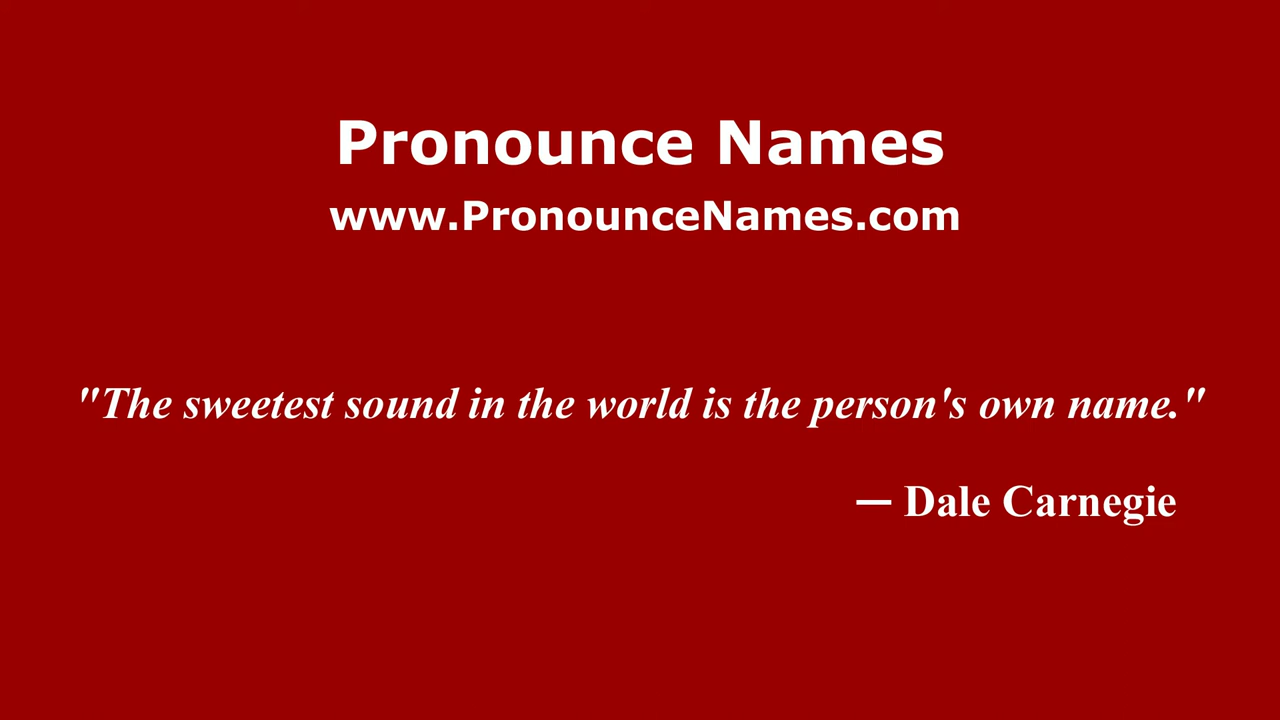 Pronounce Names
www.PronounceNames.com
"The sweetest sound in the world is the person's own name."
— Dale Carnegie